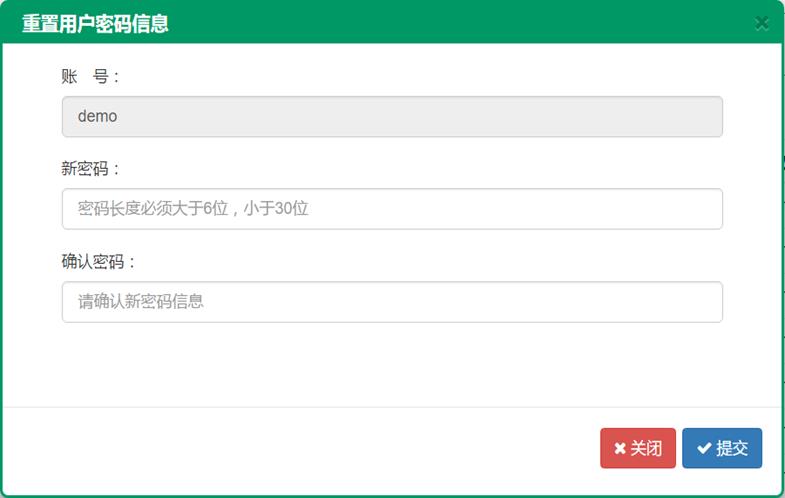 重置用户密码信息
账 号：
demo
新密码：
密码长度必须大于6位，小于30位
确认密码：
请确认新密码信息
关闭 提交